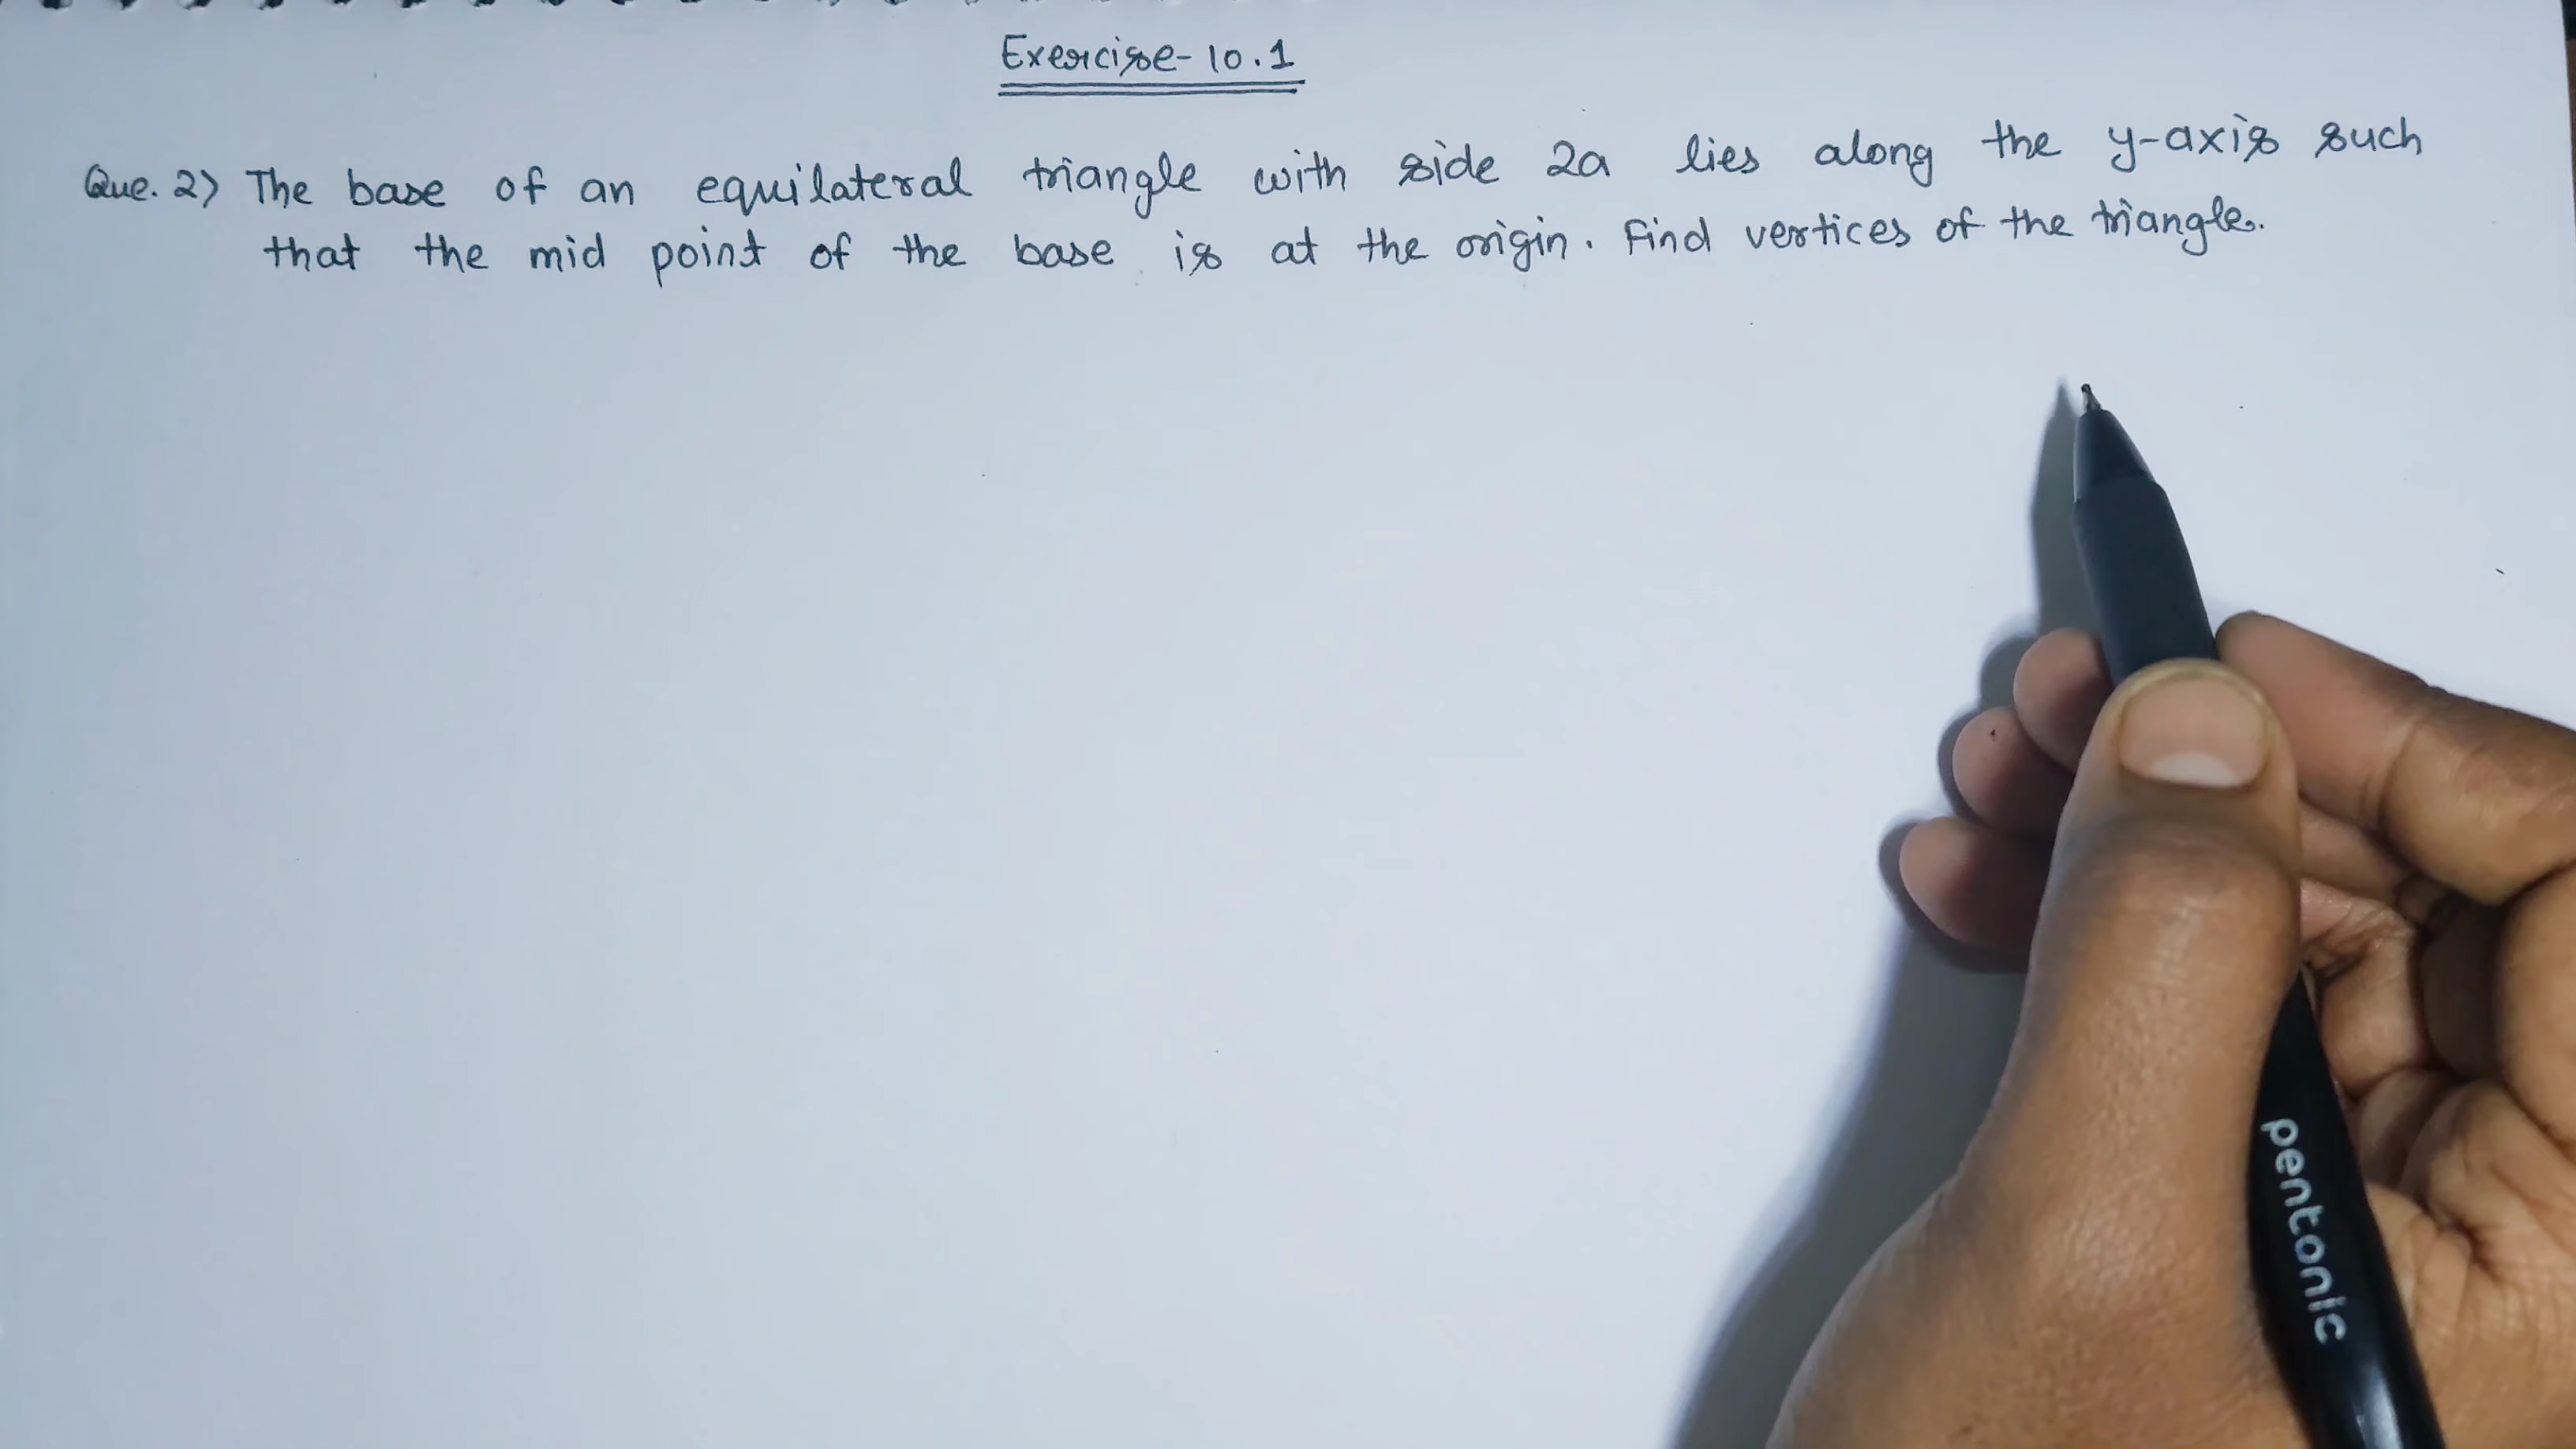 Exercise-10.1
Que. 2) The base of an equilateral triangle with side 2a lies along the y-axis such
that the mid point of the base is at the origin. Find vertices of the triangle.
pentonic